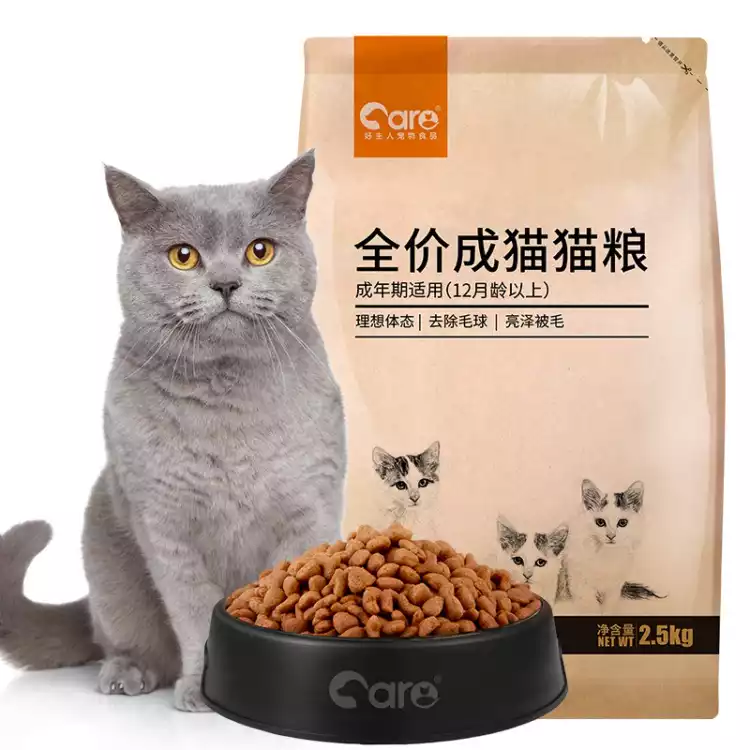 Care®
好主人宠物食品
全价成猫猫粮
成年期适用(12月龄以上)
理想体态 | 去除毛球 | 亮泽被毛
净含量
NET WT 2.5kg
Care